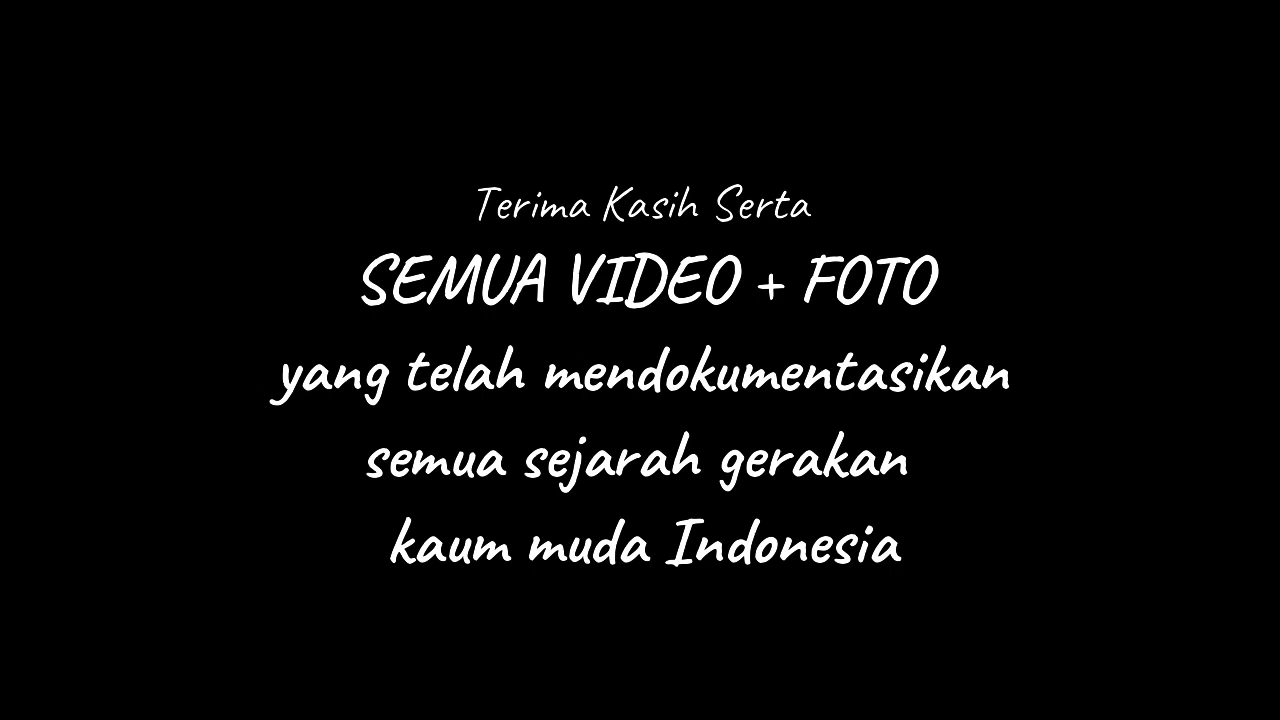 Terima Kasih Serta
SEMUA VIDEO + FOTO
yang telah mendokumentasikan
semua sejarah gerakan
kaum muda Indonesia